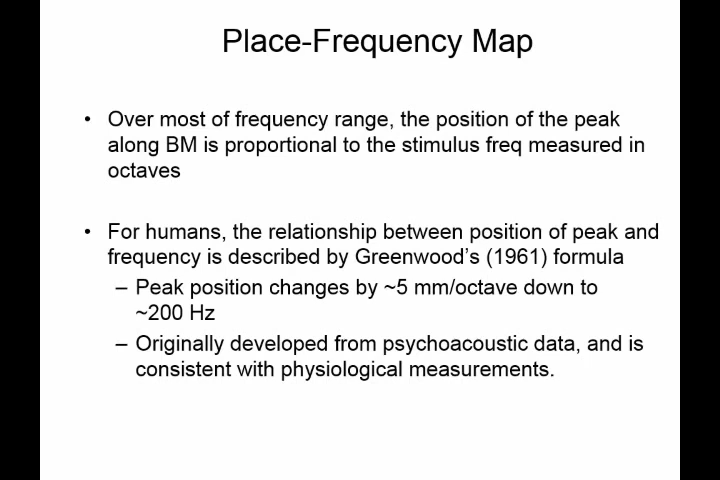 Place-Frequency Map
• Over most of frequency range, the position of the peak
along BM is proportional to the stimulus freq measured in
octaves
• For humans, the relationship between position of peak and
frequency is described by Greenwood's (1961) formula
– Peak position changes by ~5 mm/octave down to
~200 Hz
– Originally developed from psychoacoustic data, and is
consistent with physiological measurements.